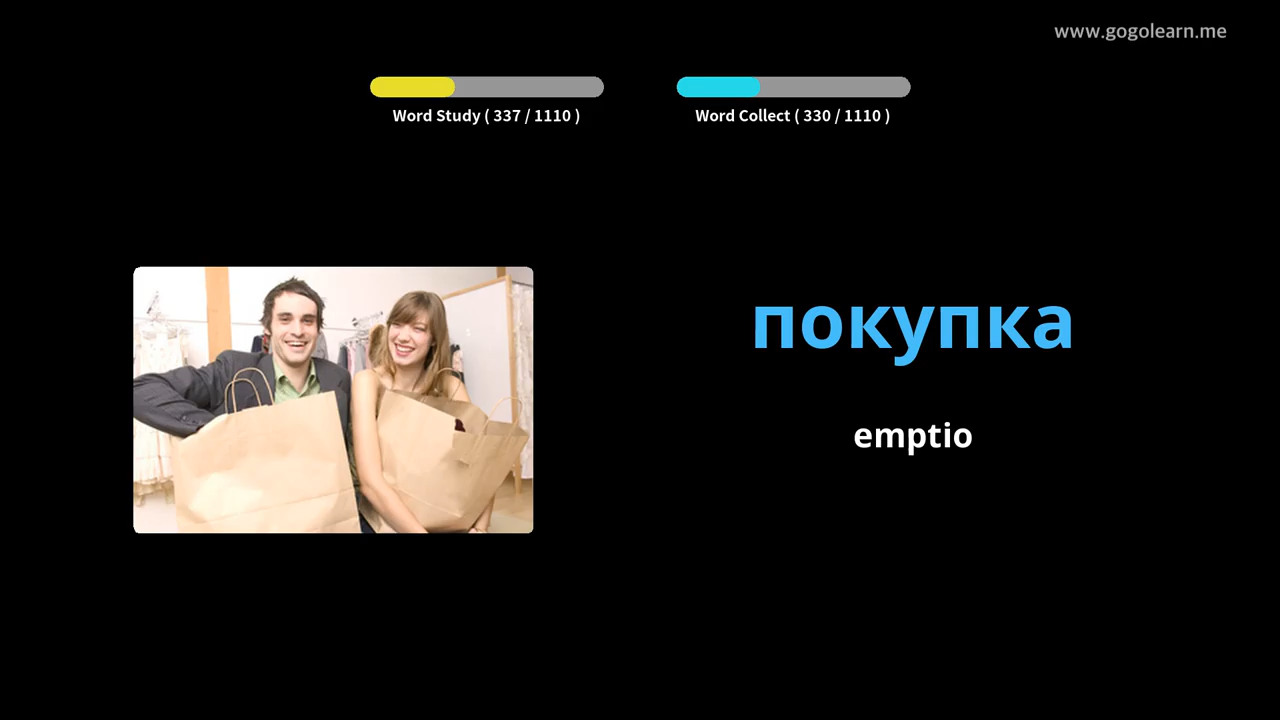 www.gogolearn.me
Word Study ( 337 / 1110 )
Word Collect ( 330 / 1110 )
покупка
emptio